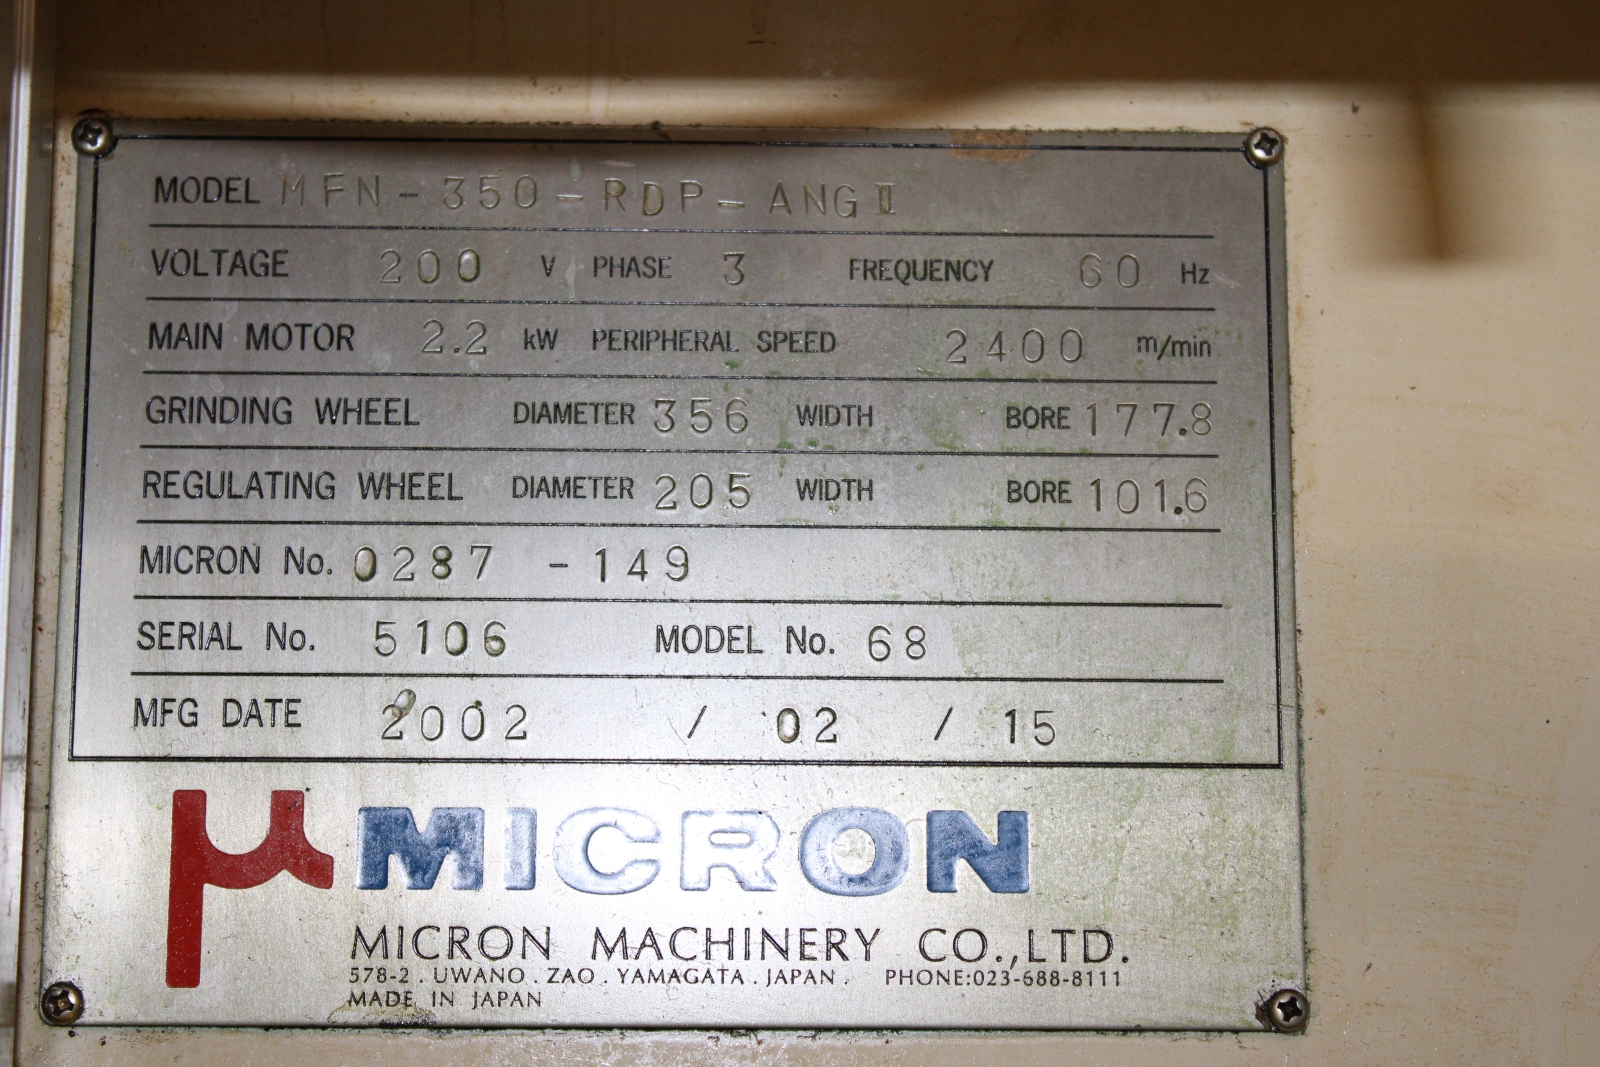 MODEL MFN-350-RDP-ANGⅡ
VOLTAGE 200 V PHASE 3 FREQUENCY 60 Hz
MAIN MOTOR 2.2 kW PERIPHERAL SPEED 2400 m/min
GRINDING WHEEL DIAMETER 356 WIDTH BORE 177.8
REGULATING WHEEL DIAMETER 205 WIDTH BORE 101.6
MICRON No. 0287 -149
SERIAL No. 5106 MODEL No. 68
MFG DATE 2002 / 02 / 15
μ MICRON
MICRON MACHINERY CO.,LTD.
578-2 . UWANO . ZAO . YAMAGATA . JAPAN . PHONE:023-688-8111
MADE IN JAPAN